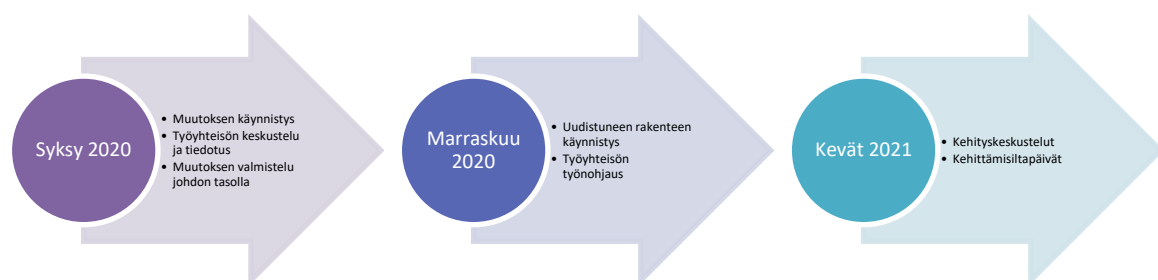 Syksy 2020
• Muutoksen käynnistys
• Työyhteisön keskustelu
ja tiedotus
• Muutoksen valmistelu
johdon tasolla
Marraskuu
2020
• Uudistuneen rakenteen
käynnistys
• Työyhteisön
työnohjaus
Kevät 2021
• Kehityskeskustelut
• Kehittämisiltapäivät